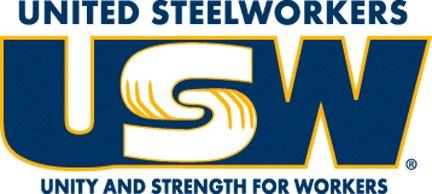 UNITED STEELWORKERS
USW®
UNITY AND STRENGTH FOR WORKERS